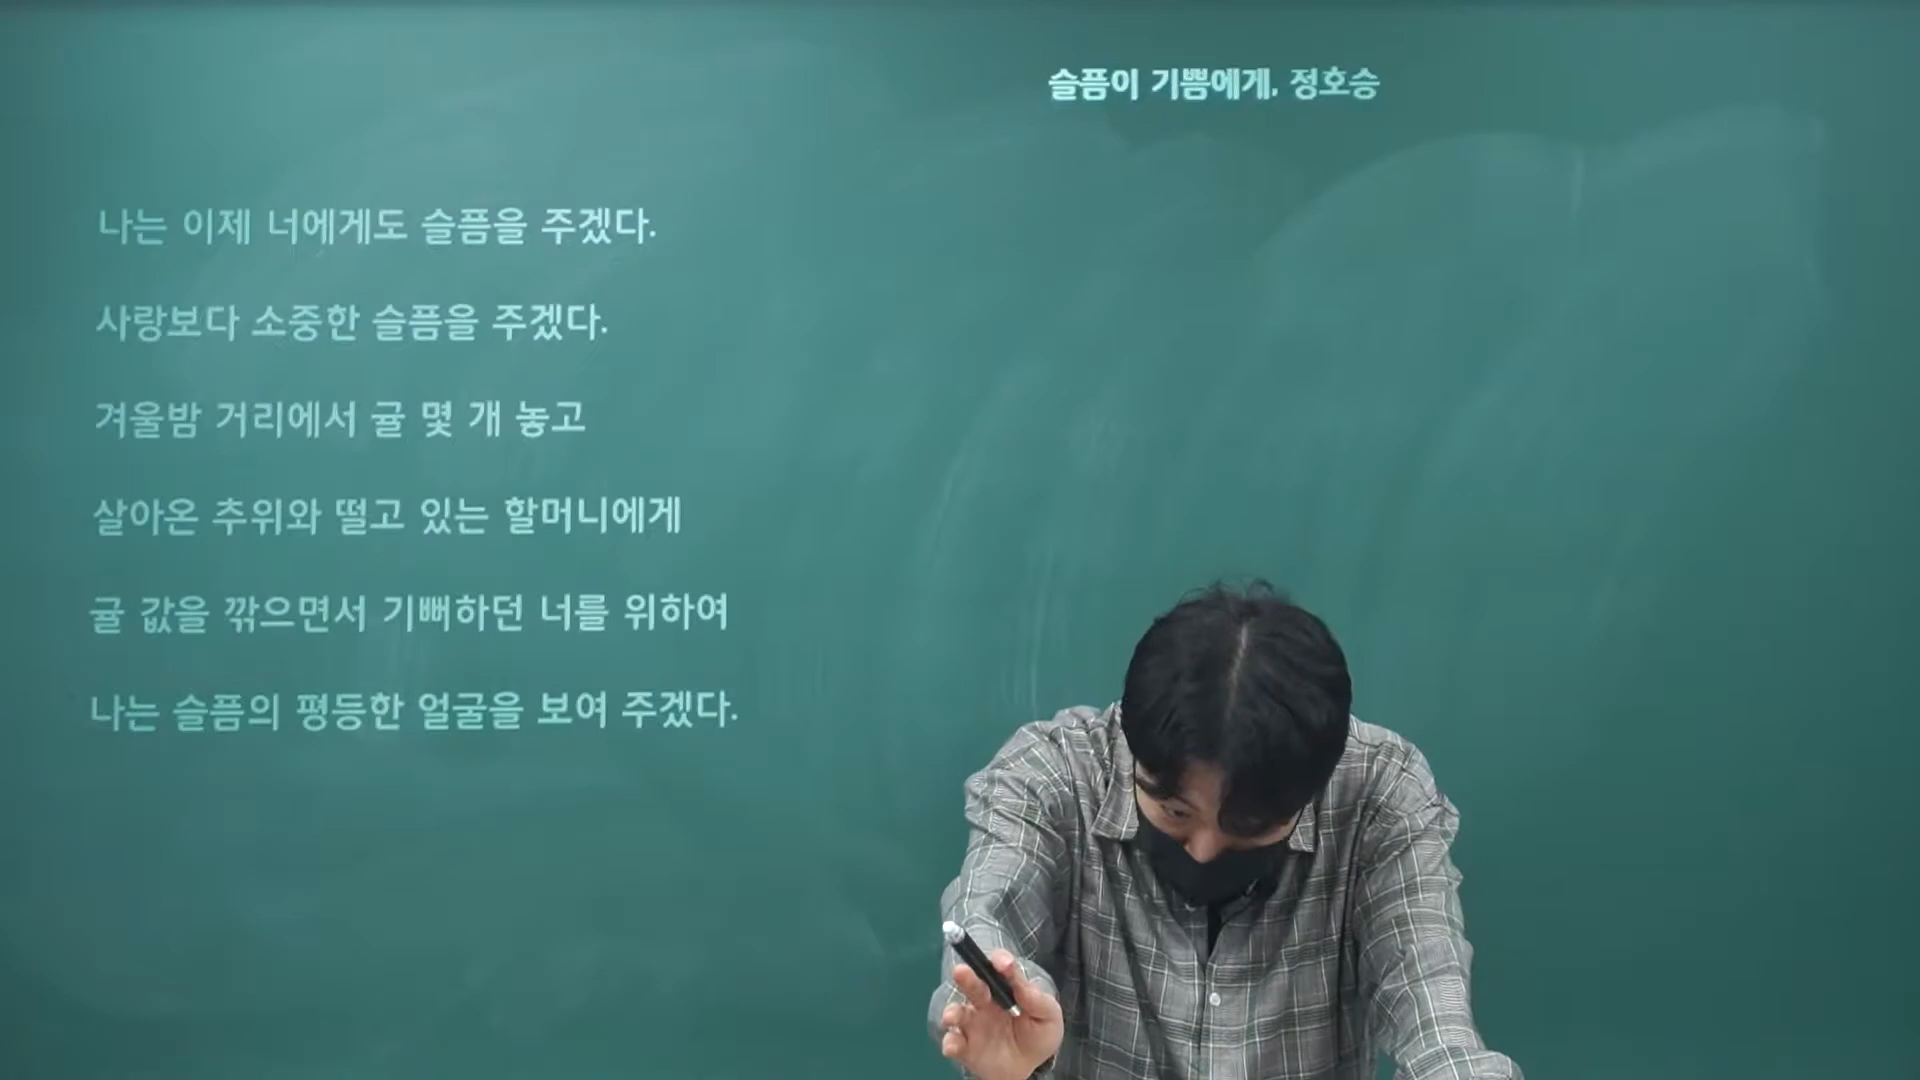 슬픔이 기쁨에게, 정호승
나는 이제 너에게도 슬픔을 주겠다.
사랑보다 소중한 슬픔을 주겠다.
겨울밤 거리에서 귤 몇 개 놓고
살아온 추위와 떨고 있는 할머니에게
귤 값을 깎으면서 기뻐하던 너를 위하여
나는 슬픔의 평등한 얼굴을 보여 주겠다.